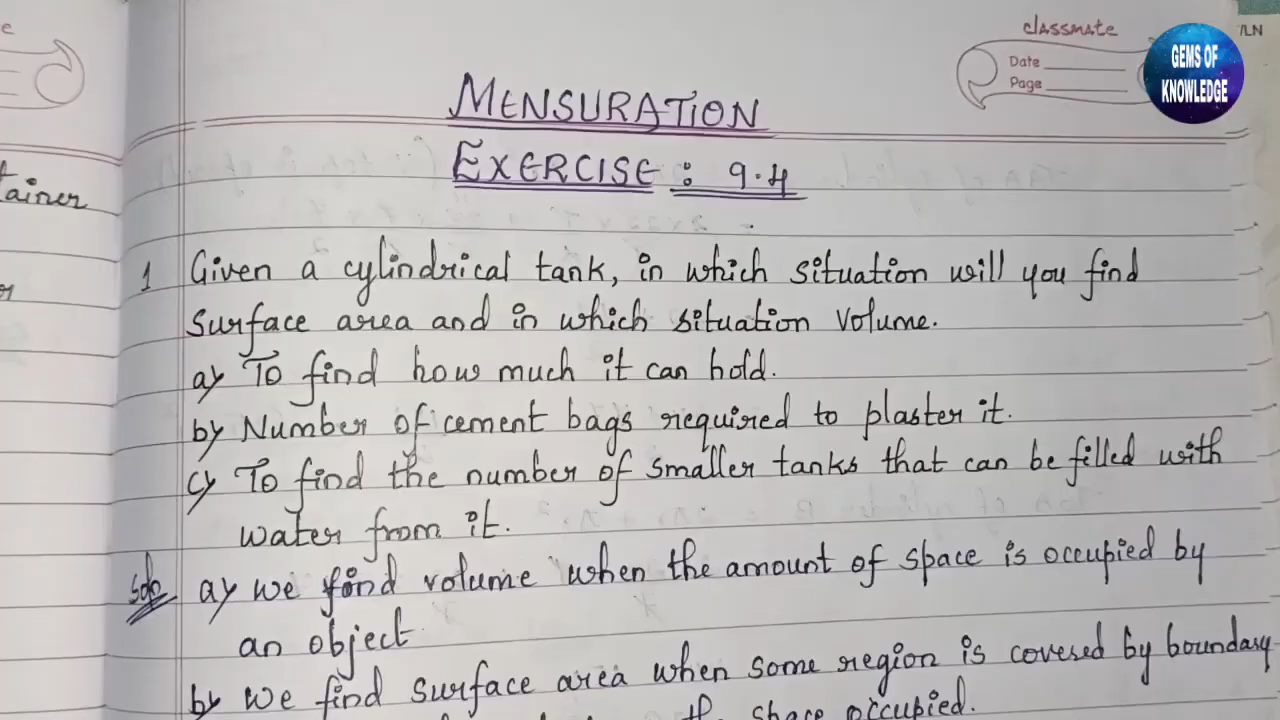 classmate
Date
Page
GEMS OF
KNOWLEDGE
MENSURATION
EXERCISE : 9.4
tainer
1 Given a cylindrical tank, in which situation will you find
surface area and in which situation volume.
a) To find how much it can hold.
b) Number of cement bags required to plaster it.
c) To find the number of smaller tanks that can be filled with
water from it.
Soln a) we find volume when the amount of space is occupied by
an object
b) we find surface area when some region is covered by boundary
space occupied.